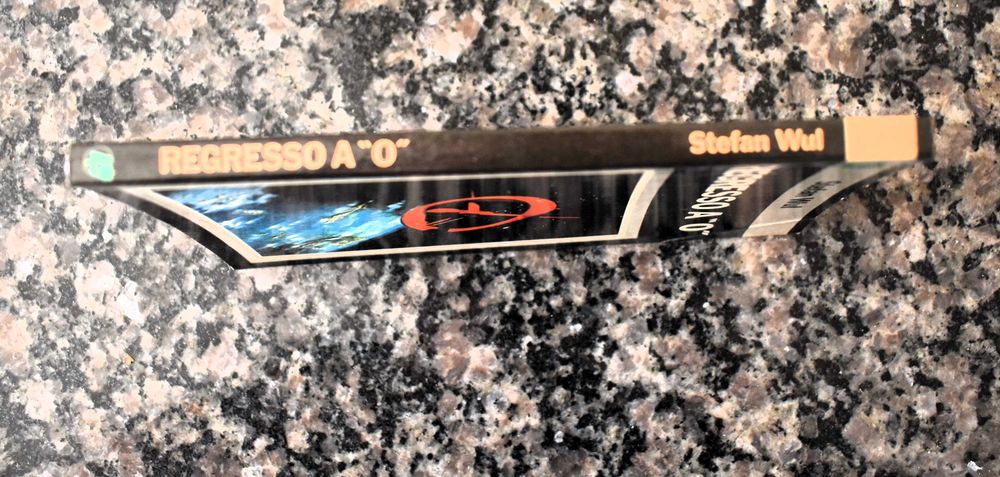 REGRESSO A "O"
Stefan Wul
REGRESSO A "O"